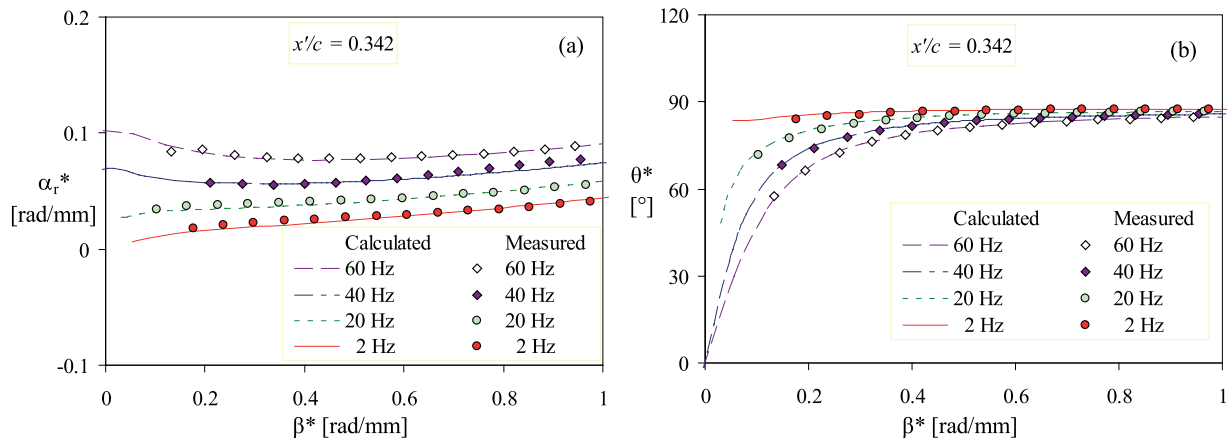 0.2
x'/c = 0.342
(a)
0.1
αr*
[rad/mm]
0
Calculated Measured
60 Hz 60 Hz
40 Hz 40 Hz
20 Hz 20 Hz
2 Hz 2 Hz
-0.1
0 0.2 0.4 0.6 0.8 1
β* [rad/mm]
120
x'/c = 0.342
(b)
90
θ*
60
[°]
Calculated Measured
60 Hz 60 Hz
40 Hz 40 Hz
30
20 Hz 20 Hz
2 Hz 2 Hz
0
0 0.2 0.4 0.6 0.8 1
β* [rad/mm]